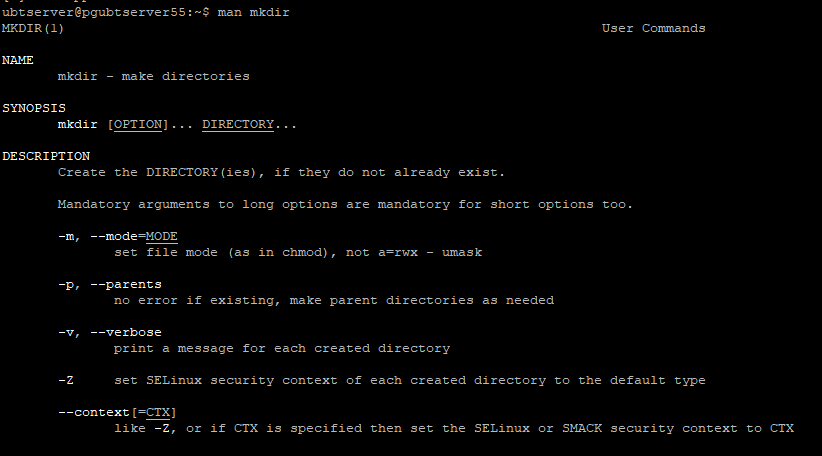 ubtserver@pgubtserver55:~$ man mkdir
MKDIR(1) User Commands
NAME
mkdir - make directories
SYNOPSIS
mkdir [OPTION]... DIRECTORY...
DESCRIPTION
Create the DIRECTORY(ies), if they do not already exist.
Mandatory arguments to long options are mandatory for short options too.
-m, --mode=MODE
set file mode (as in chmod), not a=rwx - umask
-p, --parents
no error if existing, make parent directories as needed
-v, --verbose
print a message for each created directory
-Z set SELinux security context of each created directory to the default type
--context[=CTX]
like -Z, or if CTX is specified then set the SELinux or SMACK security context to CTX